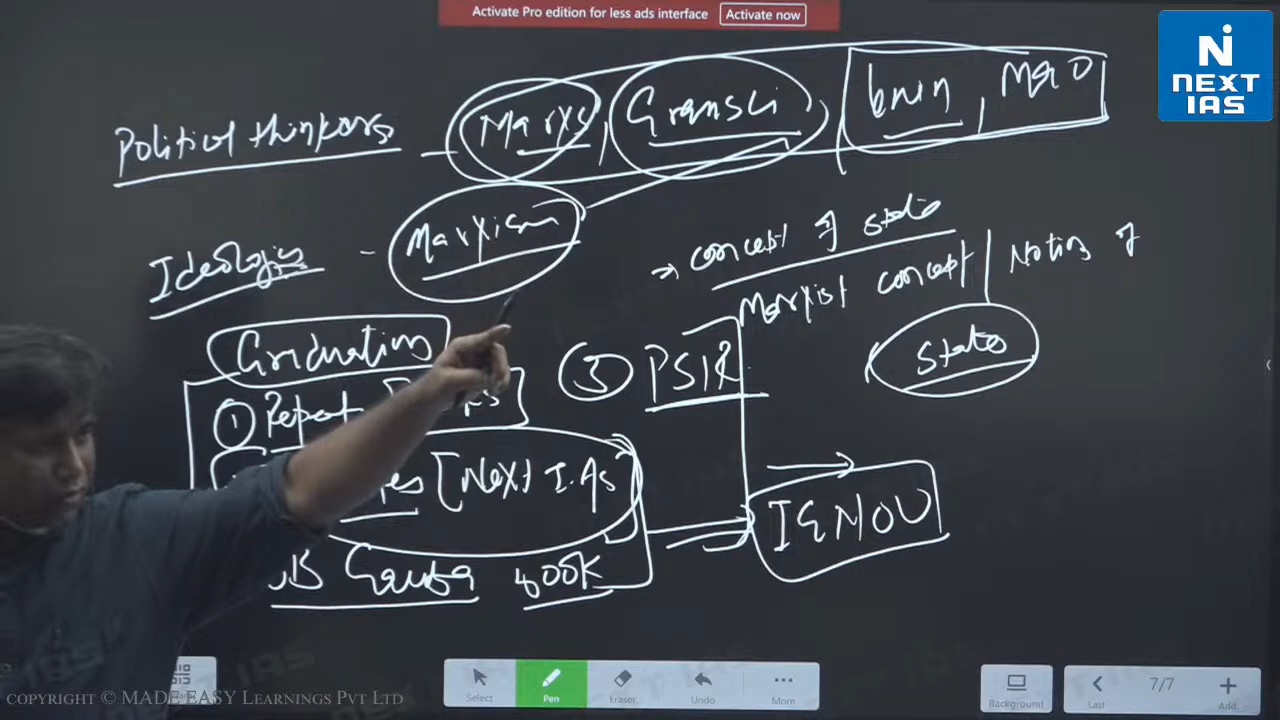 Activate Pro edition for less ads interface Activate now
NEXT IAS
Political thinkers - Marxs, Gramsci, Lenin, Mao
Ideologies - Marxism
→ concept of state
Marxist concept | Notion of State
Graduation
① Repeat
[Next IAS]
Gauba Book
③ PSIR
IGNOU
Select Pen Eraser Undo More Background Last 7/7 Add.
COPYRIGHT © MADE EASY LEARNINGS PVT LTD